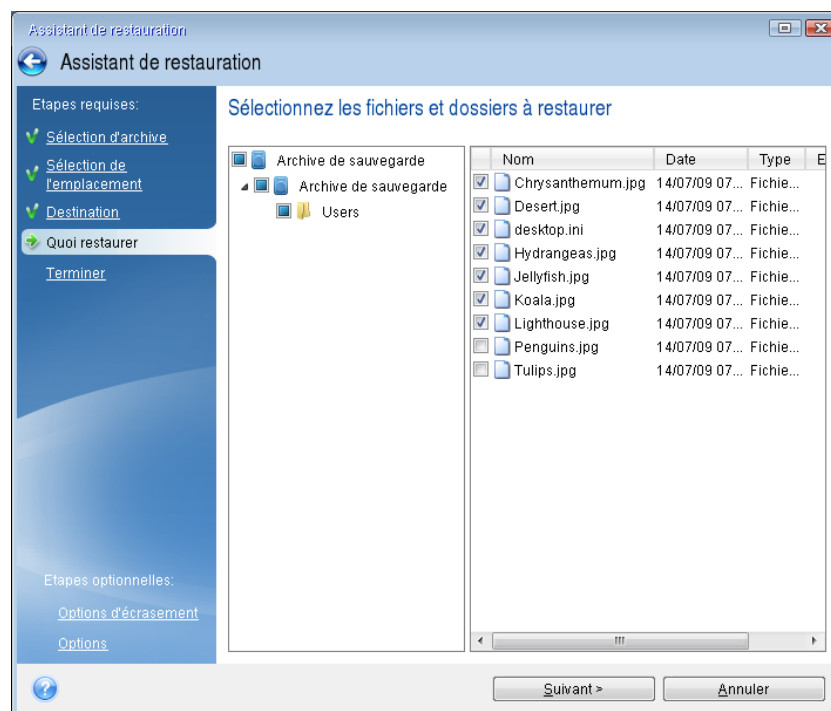 Assistant de restauration
Assistant de restauration
Etapes requises:
Sélection d'archive
Sélection de
l'emplacement
Destination
Quoi restaurer
Terminer
Etapes optionnelles:
Options d'écrasement
Options
Sélectionnez les fichiers et dossiers à restaurer
Archive de sauvegarde
Archive de sauvegarde
Users
Nom Date Type E
Chrysanthemum.jpg 14/07/09 07... Fichie...
Desert.jpg 14/07/09 07... Fichie...
desktop.ini 14/07/09 07... Fichie...
Hydrangeas.jpg 14/07/09 07... Fichie...
Jellyfish.jpg 14/07/09 07... Fichie...
Koala.jpg 14/07/09 07... Fichie...
Lighthouse.jpg 14/07/09 07... Fichie...
Penguins.jpg 14/07/09 07... Fichie...
Tulips.jpg 14/07/09 07... Fichie...
Suivant >
Annuler